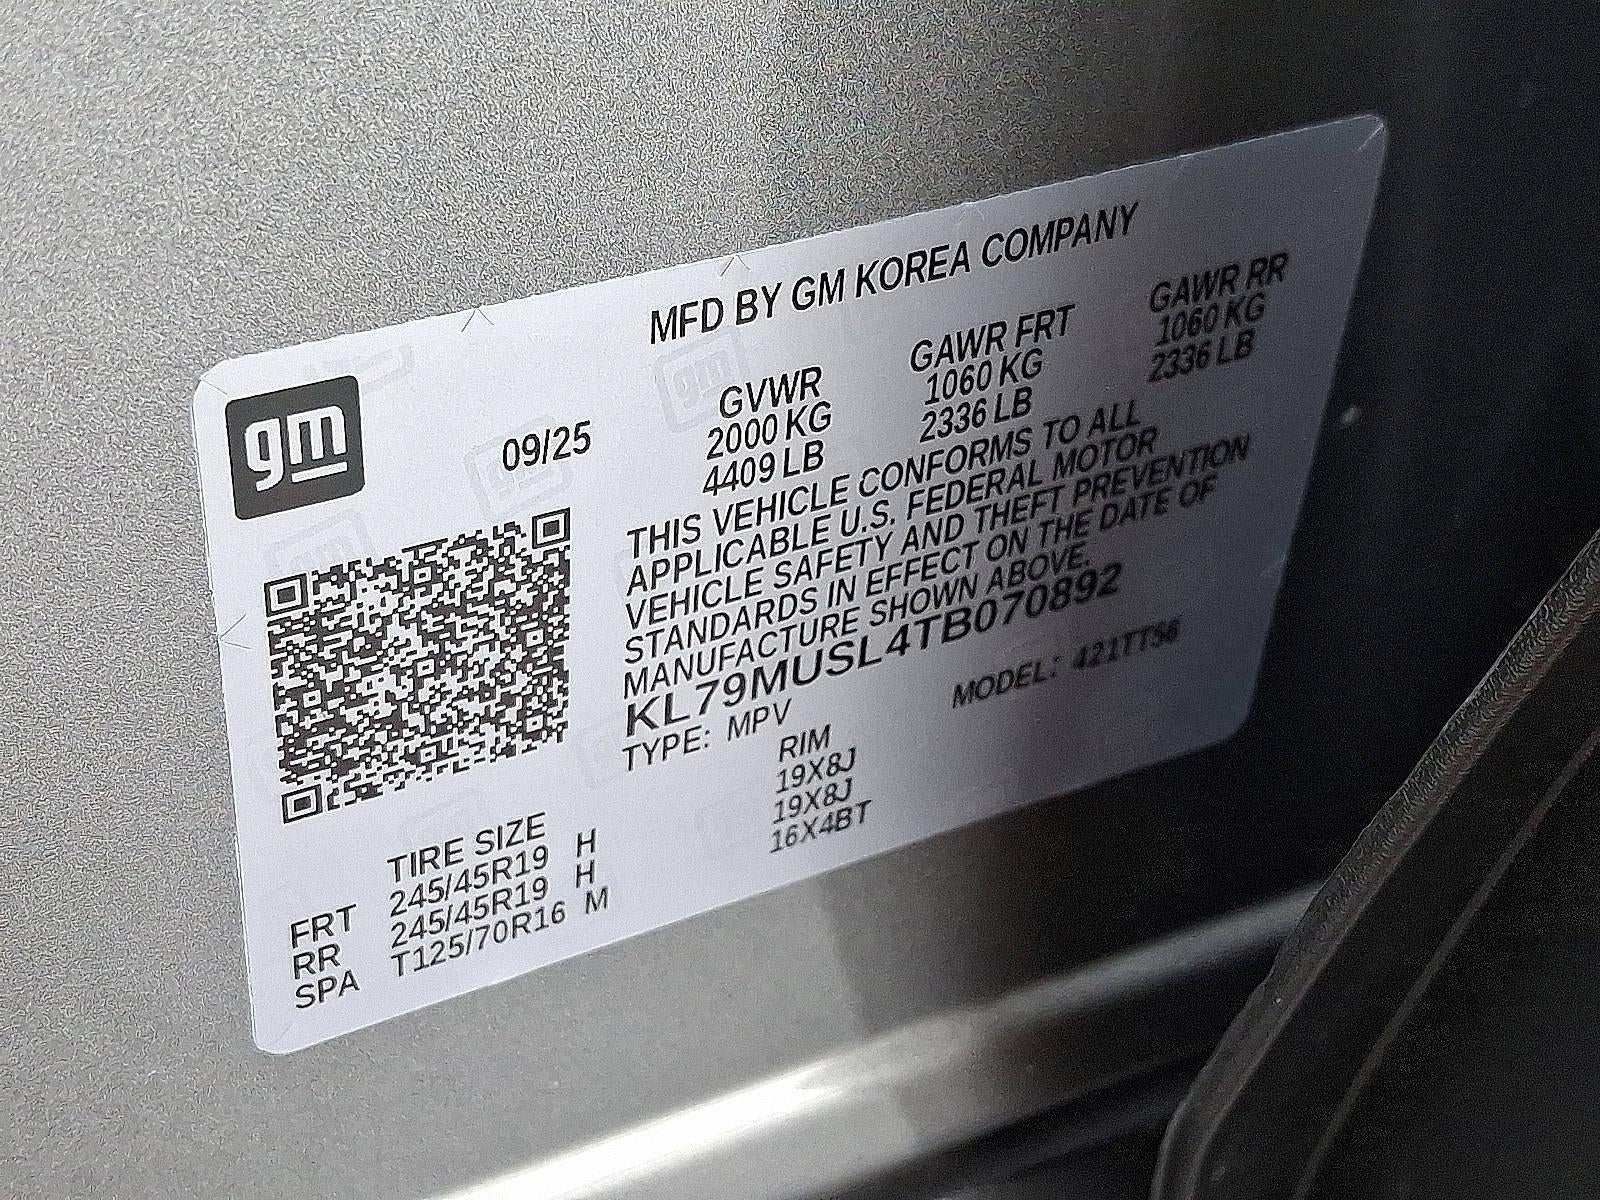 MFD BY GM KOREA COMPANY
gm
09/25
GVWR GAWR FRT GAWR RR
2000 KG 1060 KG 1060 KG
4409 LB 2336 LB 2336 LB
THIS VEHICLE CONFORMS TO ALL
APPLICABLE U.S. FEDERAL MOTOR
VEHICLE SAFETY AND THEFT PREVENTION
STANDARDS IN EFFECT ON THE DATE OF
MANUFACTURE SHOWN ABOVE.
KL79MUSL4TB070892
TYPE: MPV MODEL: 421TT56
TIRE SIZE RIM
FRT 245/45R19 H 19X8J
RR 245/45R19 H 19X8J
SPA T125/70R16 M 16X4BT